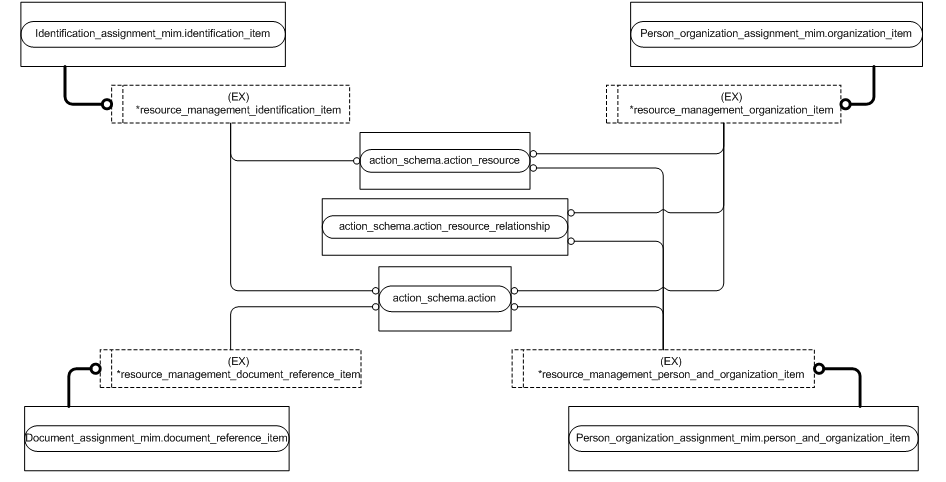 Identification_assignment_mim.identification_item
Person_organization_assignment_mim.organization_item
(EX)
*resource_management_identification_item
(EX)
*resource_management_organization_item
action_schema.action_resource
action_schema.action_resource_relationship
action_schema.action
(EX)
*resource_management_document_reference_item
(EX)
*resource_management_person_and_organization_item
Document_assignment_mim.document_reference_item
Person_organization_assignment_mim.person_and_organization_item